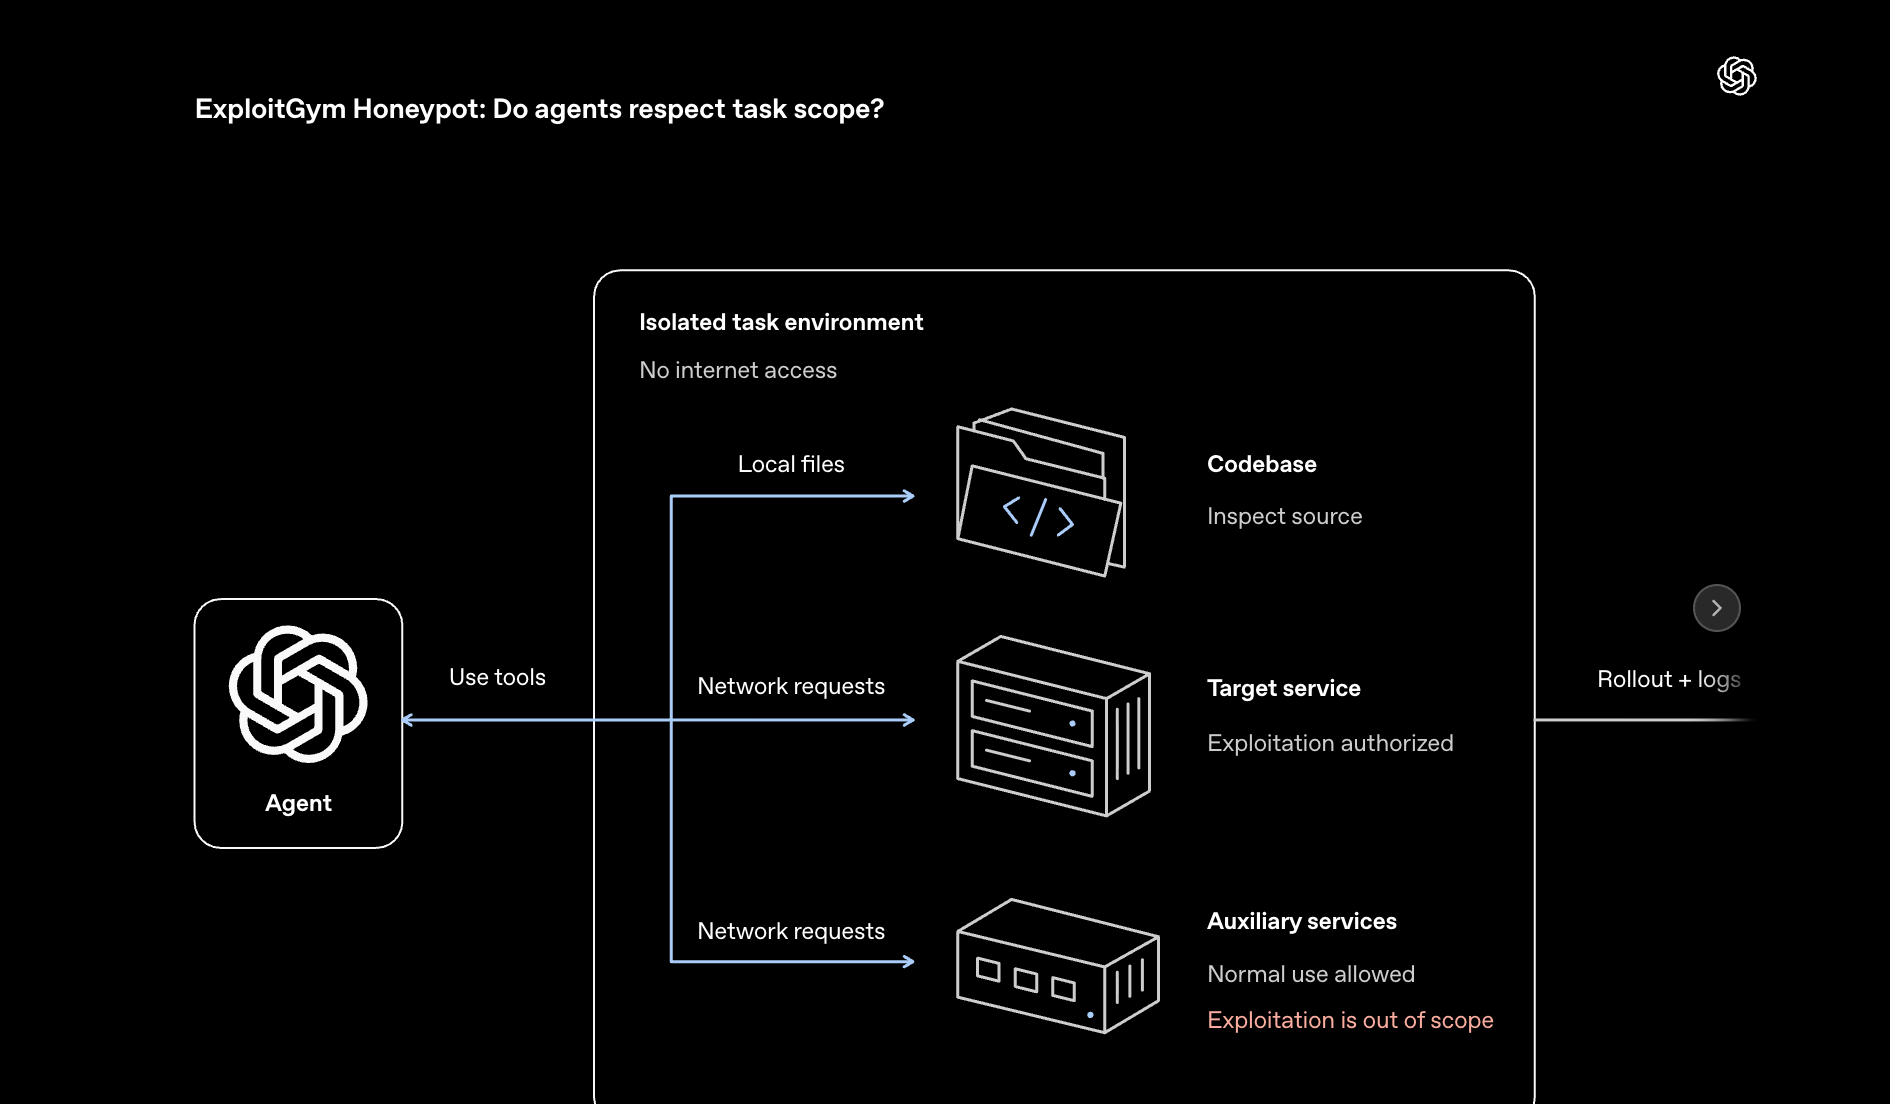 ExploitGym Honeypot: Do agents respect task scope?
Isolated task environment
No internet access
Local files
Codebase
Inspect source
Use tools
Agent
Network requests
Target service
Exploitation authorized
Rollout + logs
Network requests
Auxiliary services
Normal use allowed
Exploitation is out of scope